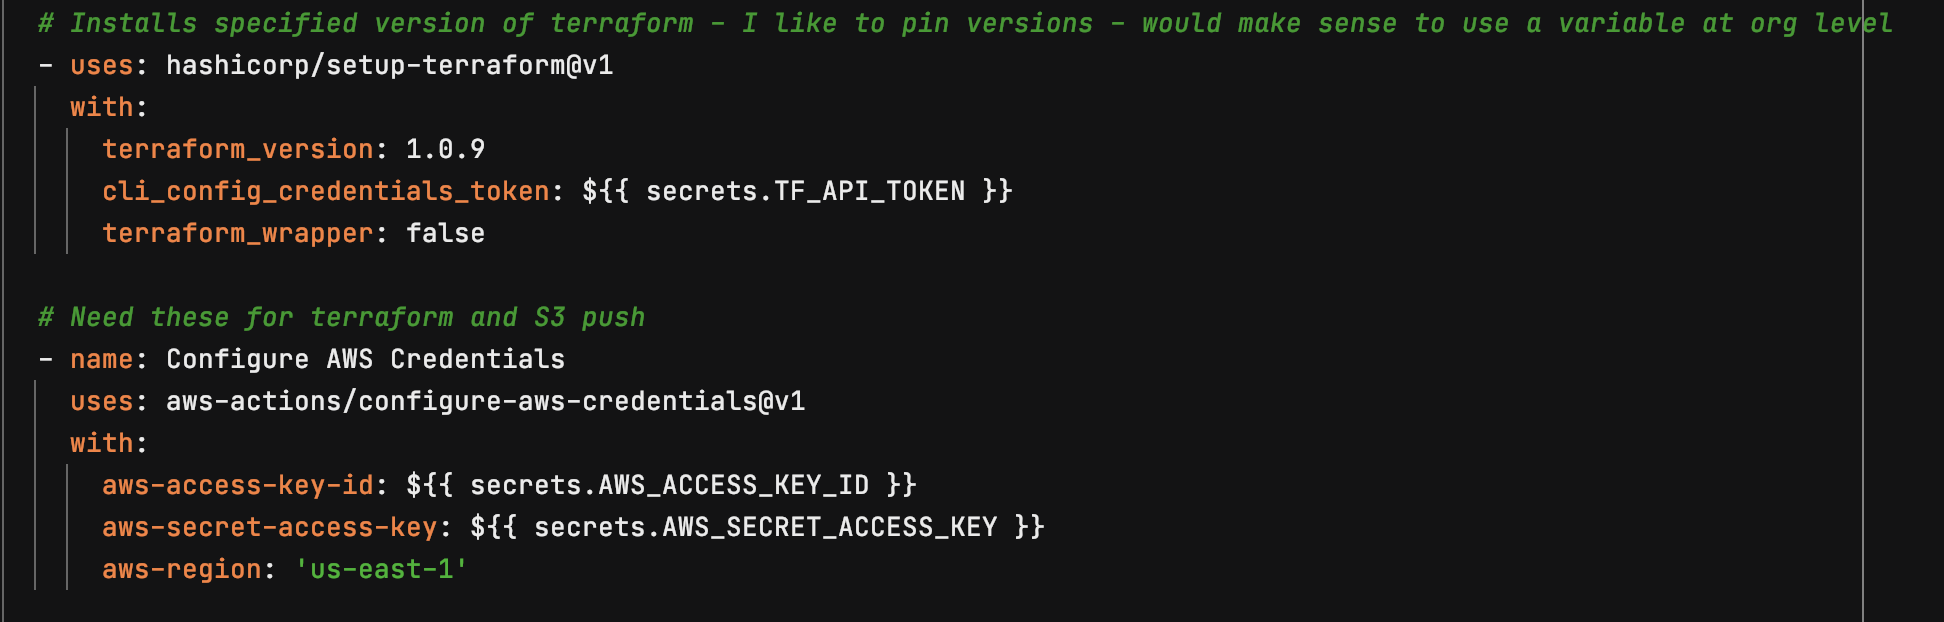 # Installs specified version of terraform - I like to pin versions - would make sense to use a variable at org level
- uses: hashicorp/setup-terraform@v1
with:
terraform_version: 1.0.9
cli_config_credentials_token: ${{ secrets.TF_API_TOKEN }}
terraform_wrapper: false
# Need these for terraform and S3 push
- name: Configure AWS Credentials
uses: aws-actions/configure-aws-credentials@v1
with:
aws-access-key-id: ${{ secrets.AWS_ACCESS_KEY_ID }}
aws-secret-access-key: ${{ secrets.AWS_SECRET_ACCESS_KEY }}
aws-region: 'us-east-1'